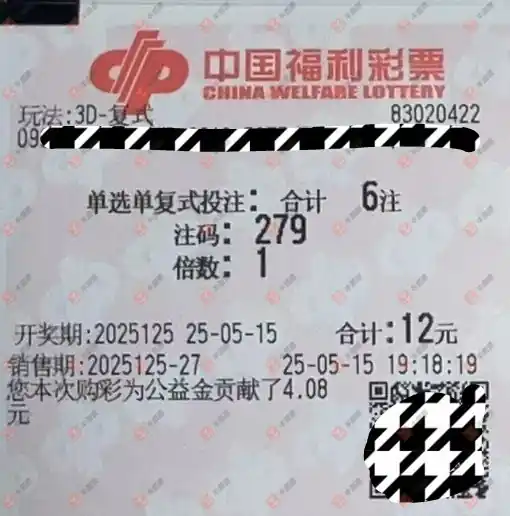 中国福利彩票
CHINA WELFARE LOTTERY
玩法:3D-复式 83020422
09
单选单复式投注: 合计 6注
注码: 279
倍数: 1
开奖期:2025125 25-05-15 合计:12元
销售期:2025125-27 25-05-15 19:18:19
您本次购彩为公益金贡献了4.08
元